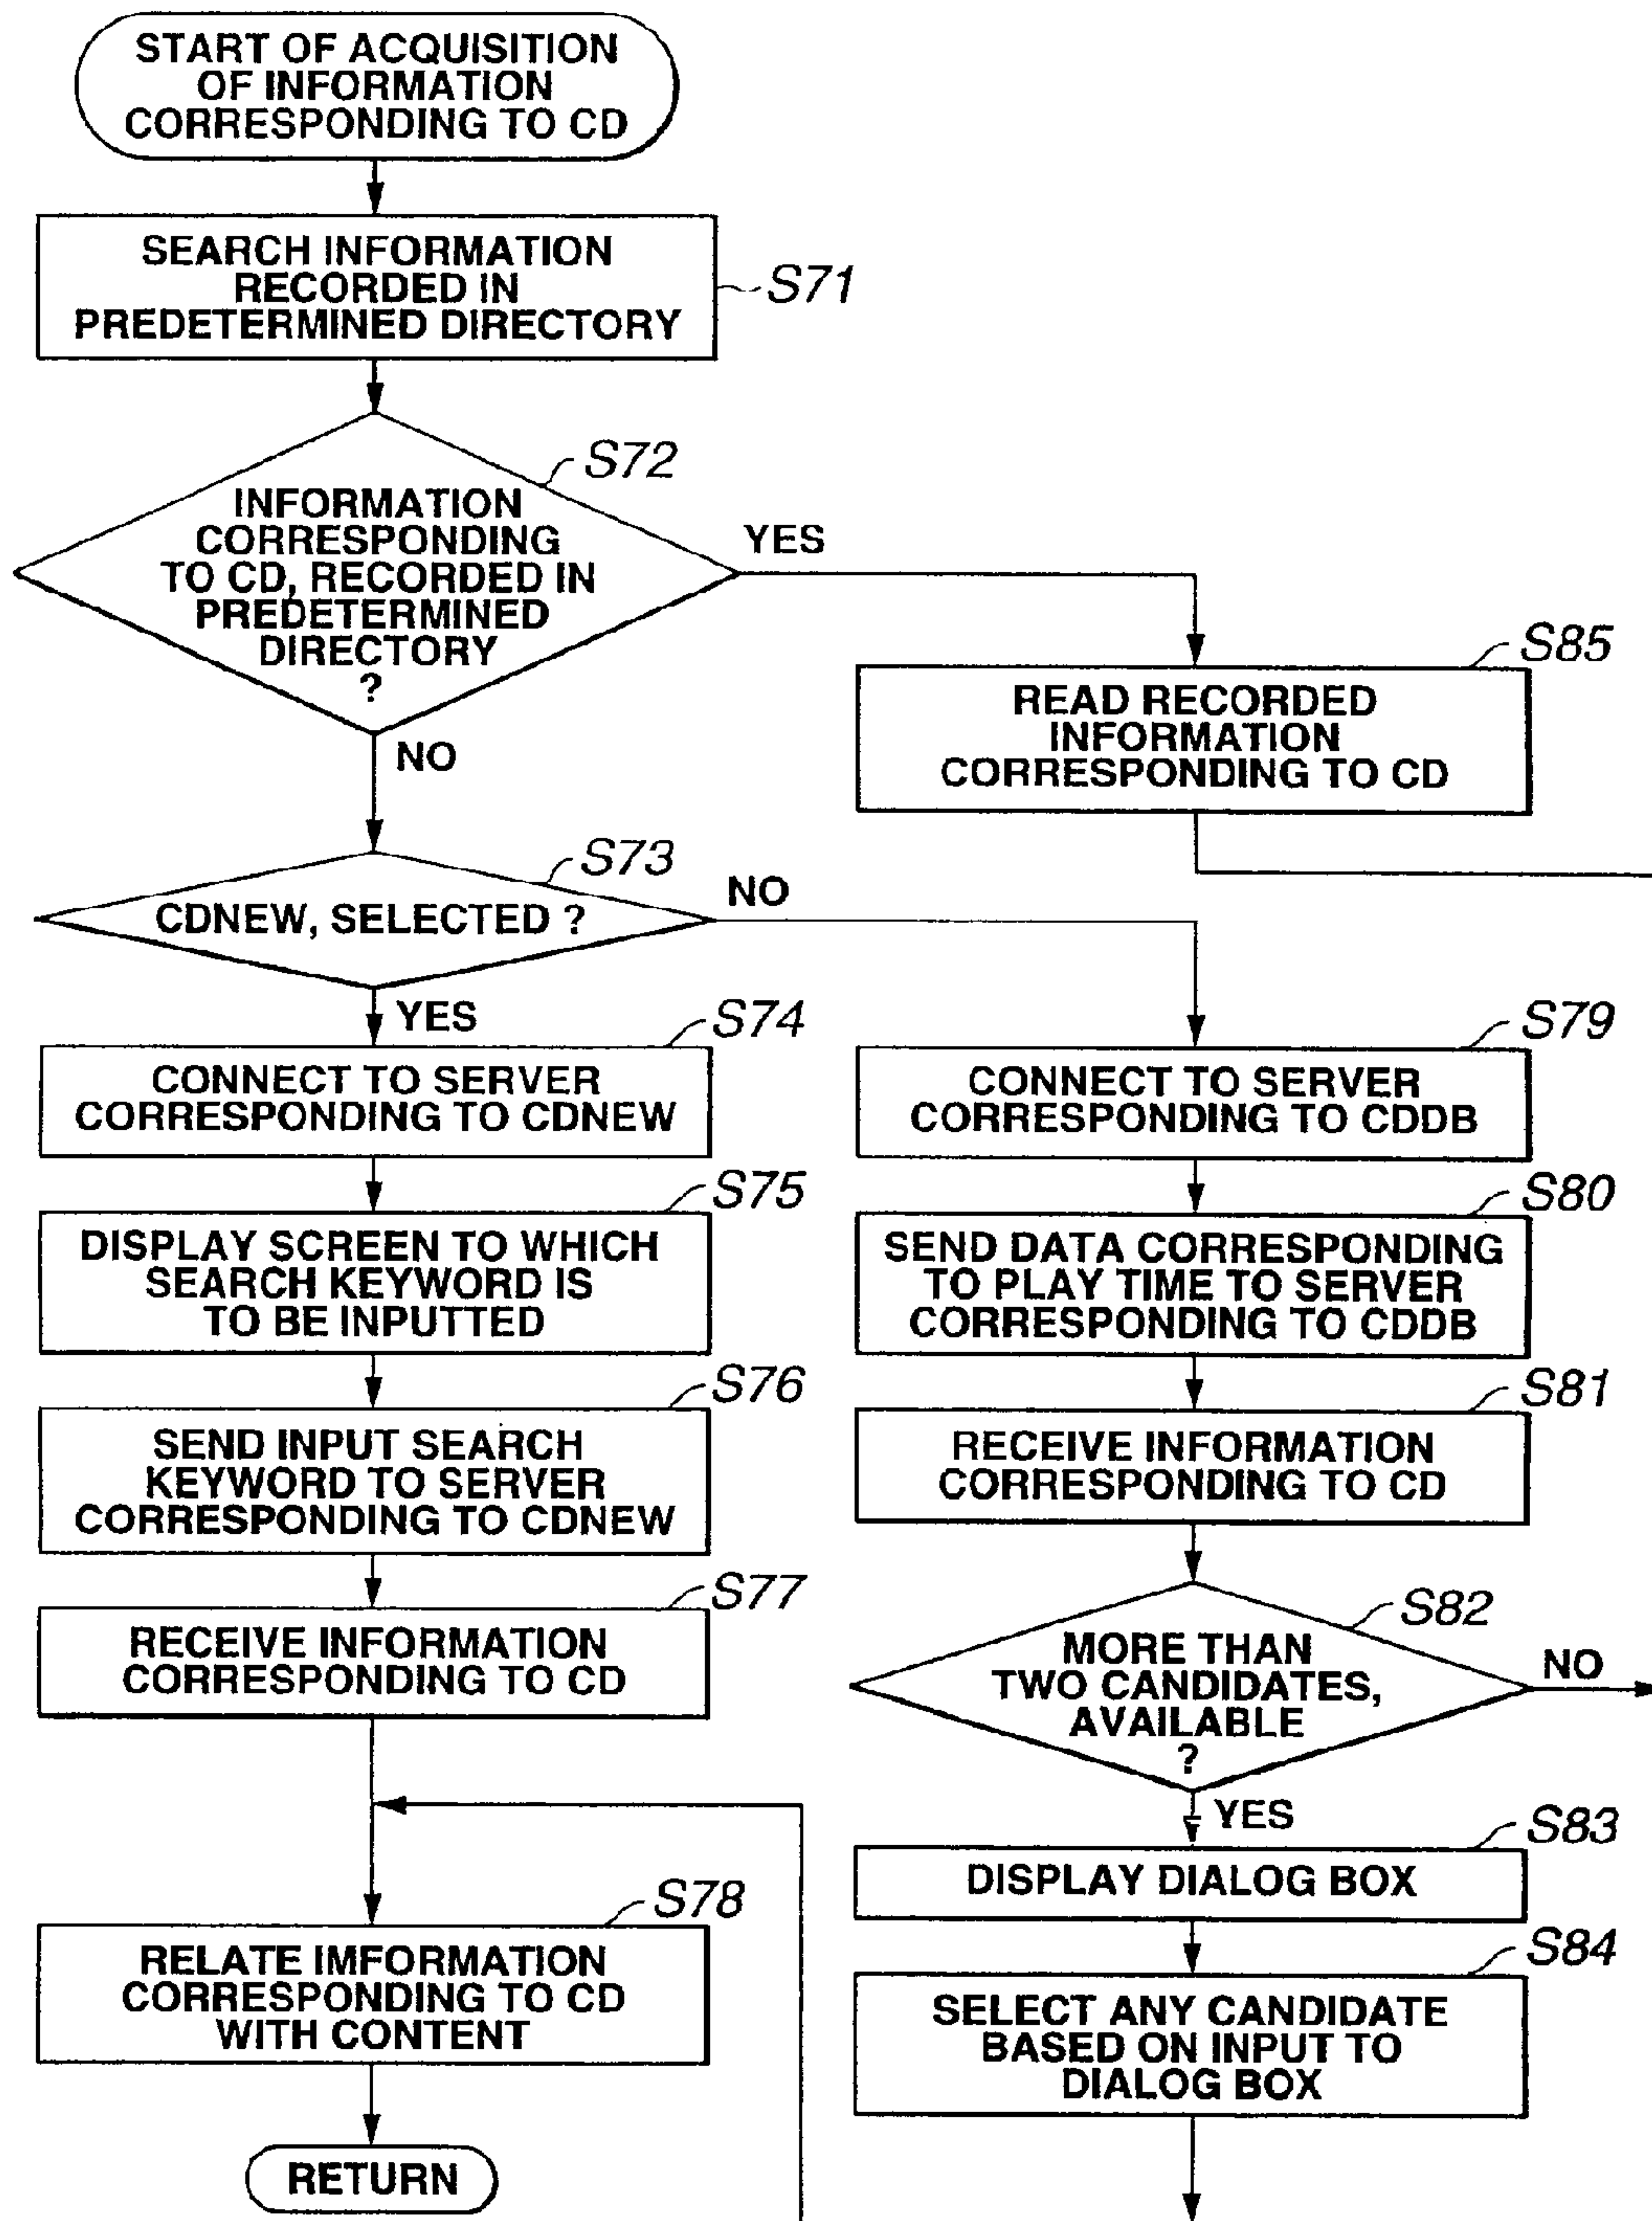 START OF ACQUISITION
OF INFORMATION
CORRESPONDING TO CD
SEARCH INFORMATION
RECORDED IN
PREDETERMINED DIRECTORY
S71
S72
INFORMATION
CORRESPONDING
TO CD, RECORDED IN
PREDETERMINED
DIRECTORY
?
YES
NO
S85
READ RECORDED
INFORMATION
CORRESPONDING TO CD
S73
CDNEW, SELECTED ?
NO
YES
S74
CONNECT TO SERVER
CORRESPONDING TO CDNEW
S75
DISPLAY SCREEN TO WHICH
SEARCH KEYWORD IS
TO BE INPUTTED
S76
SEND INPUT SEARCH
KEYWORD TO SERVER
CORRESPONDING TO CDNEW
S77
RECEIVE INFORMATION
CORRESPONDING TO CD
S78
RELATE IMFORMATION
CORRESPONDING TO CD
WITH CONTENT
RETURN
S79
CONNECT TO SERVER
CORRESPONDING TO CDDB
S80
SEND DATA CORRESPONDING
TO PLAY TIME TO SERVER
CORRESPONDING TO CDDB
S81
RECEIVE INFORMATION
CORRESPONDING TO CD
S82
MORE THAN
TWO CANDIDATES,
AVAILABLE
?
NO
YES
S83
DISPLAY DIALOG BOX
S84
SELECT ANY CANDIDATE
BASED ON INPUT TO
DIALOG BOX